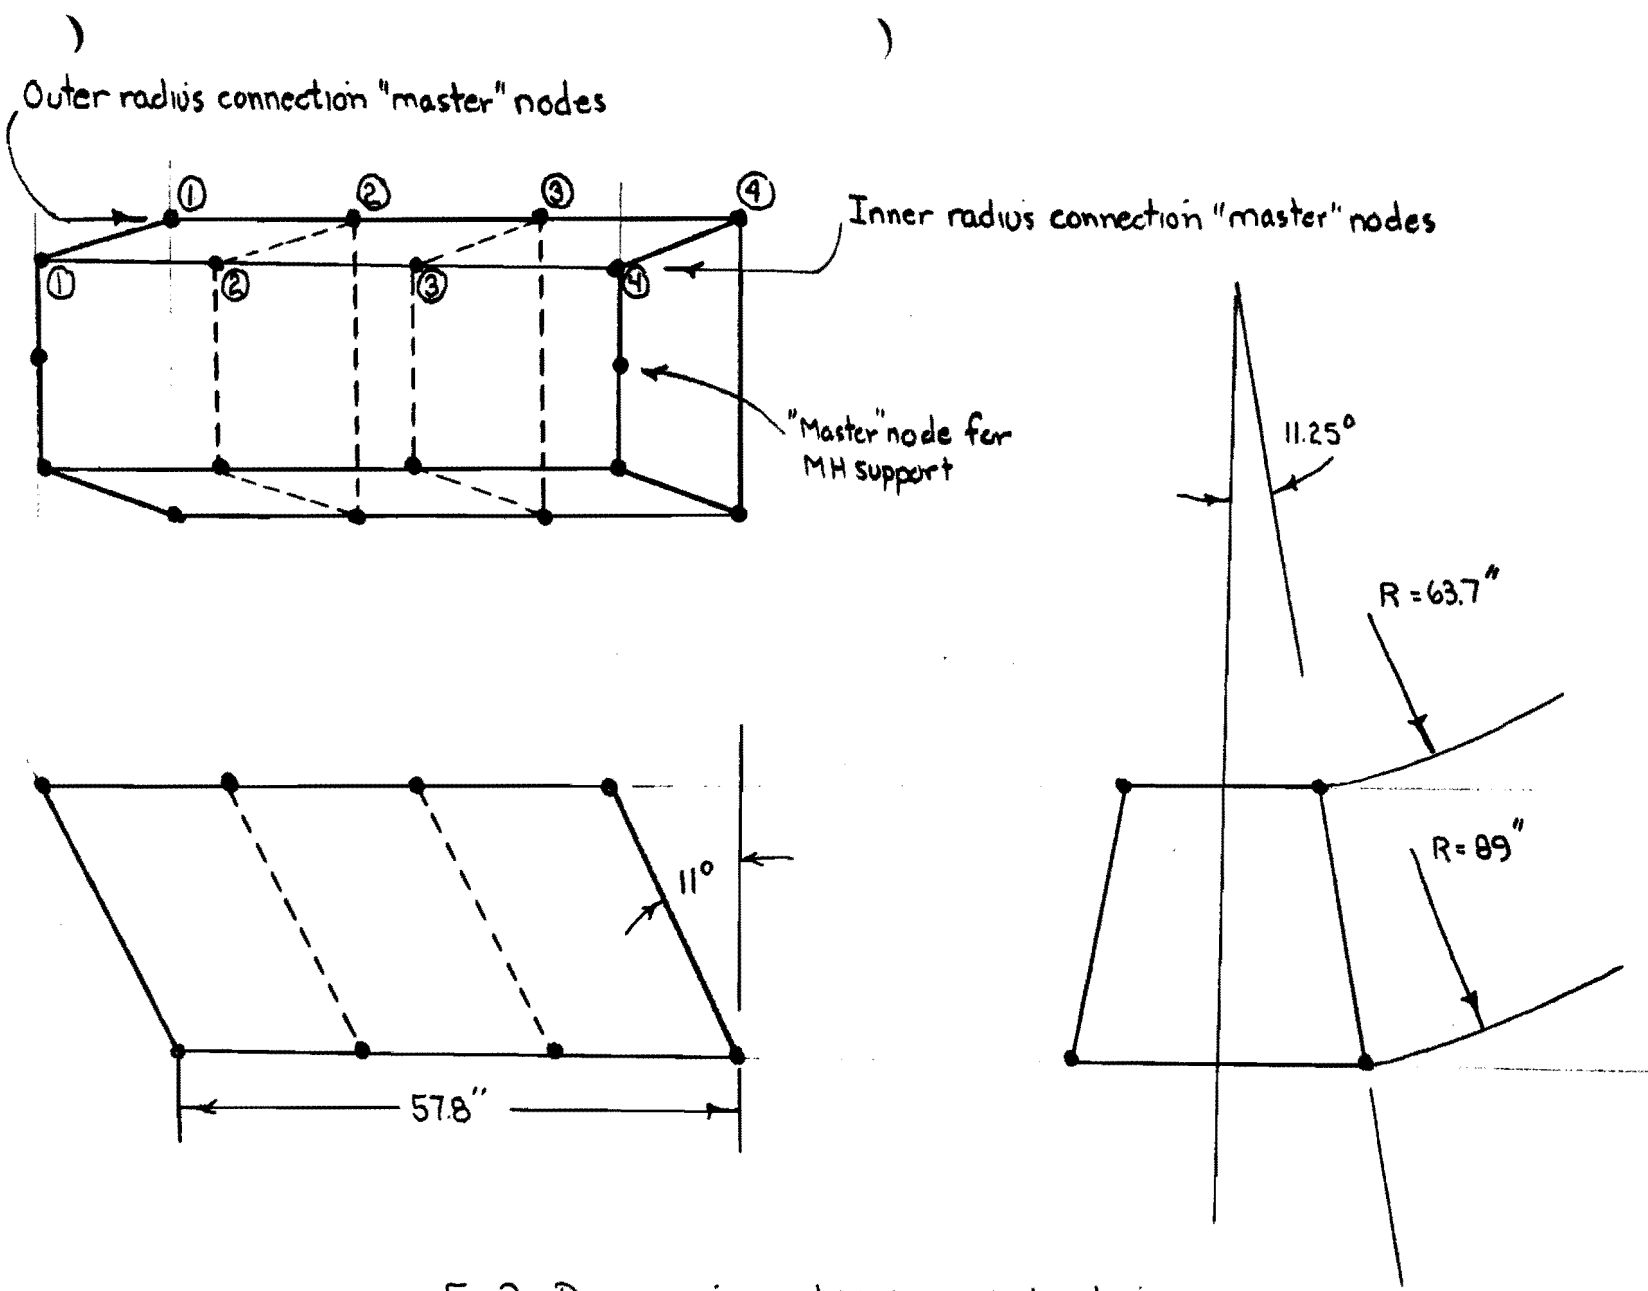 Outer radius connection "master" nodes
① ② ③ ④
Inner radius connection "master" nodes
① ② ③ ④
"Master" node for
MH support
11.25°
R = 63.7"
11°
R = 89"
57.8"